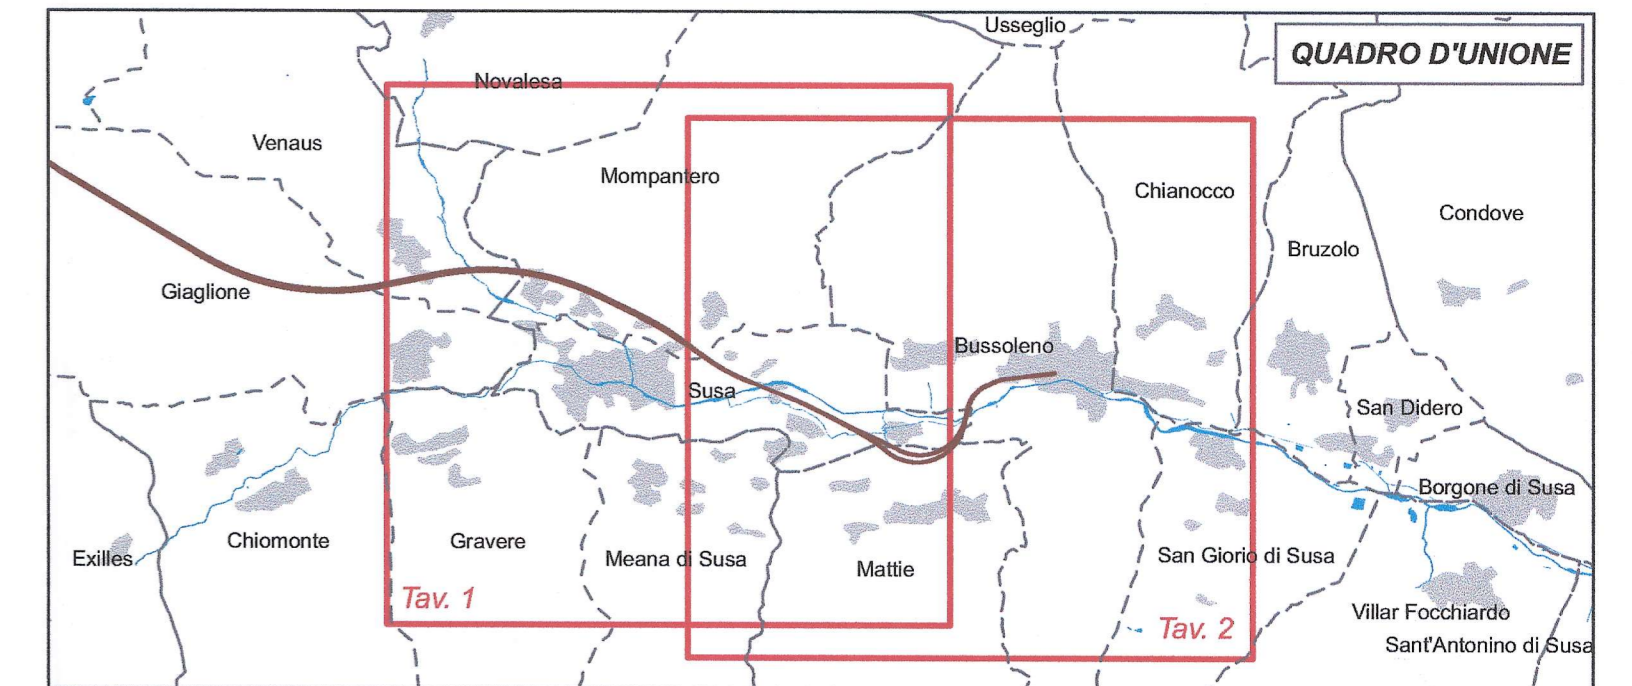 Usseglio
QUADRO D'UNIONE
Novalesa
Venaus
Mompantero
Chianocco
Condove
Bruzolo
Giaglione
Bussoleno
Susa
San Didero
Borgone di Susa
Exilles
Chiomonte
Gravere
Meana di Susa
Mattie
San Giorio di Susa
Tav. 1
Villar Focchiardo
Tav. 2
Sant'Antonino di Susa